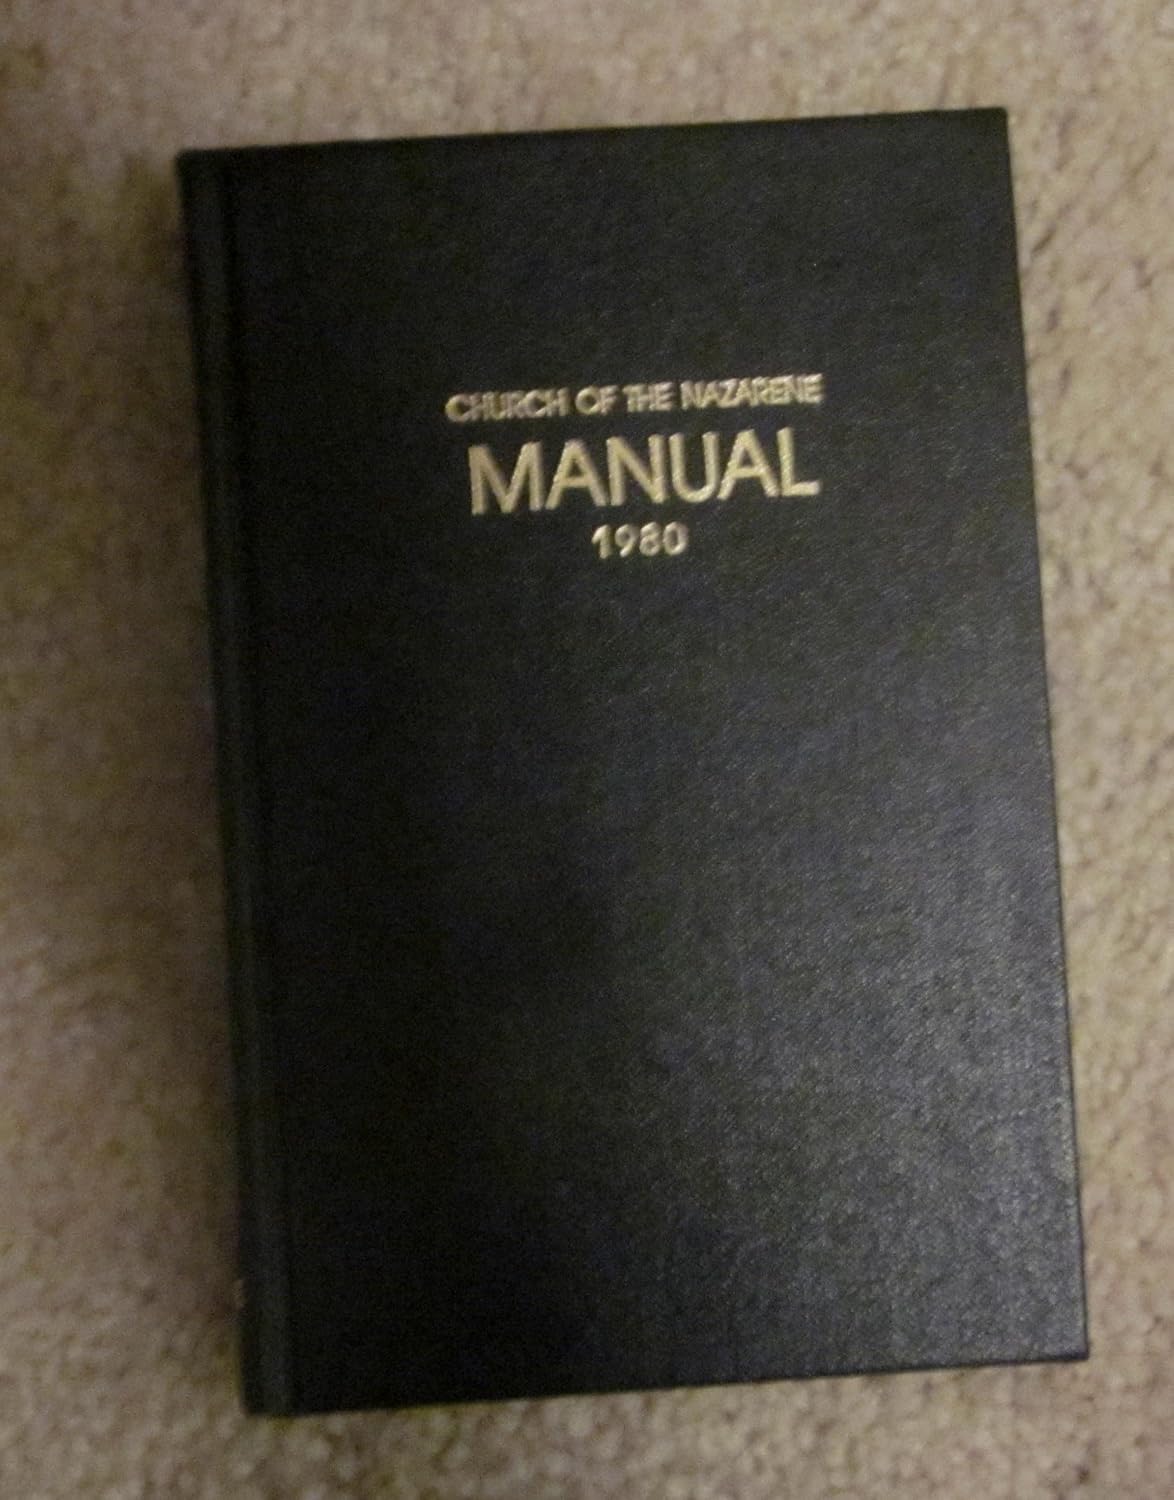 CHURCH OF THE NAZARENE
MANUAL
1980